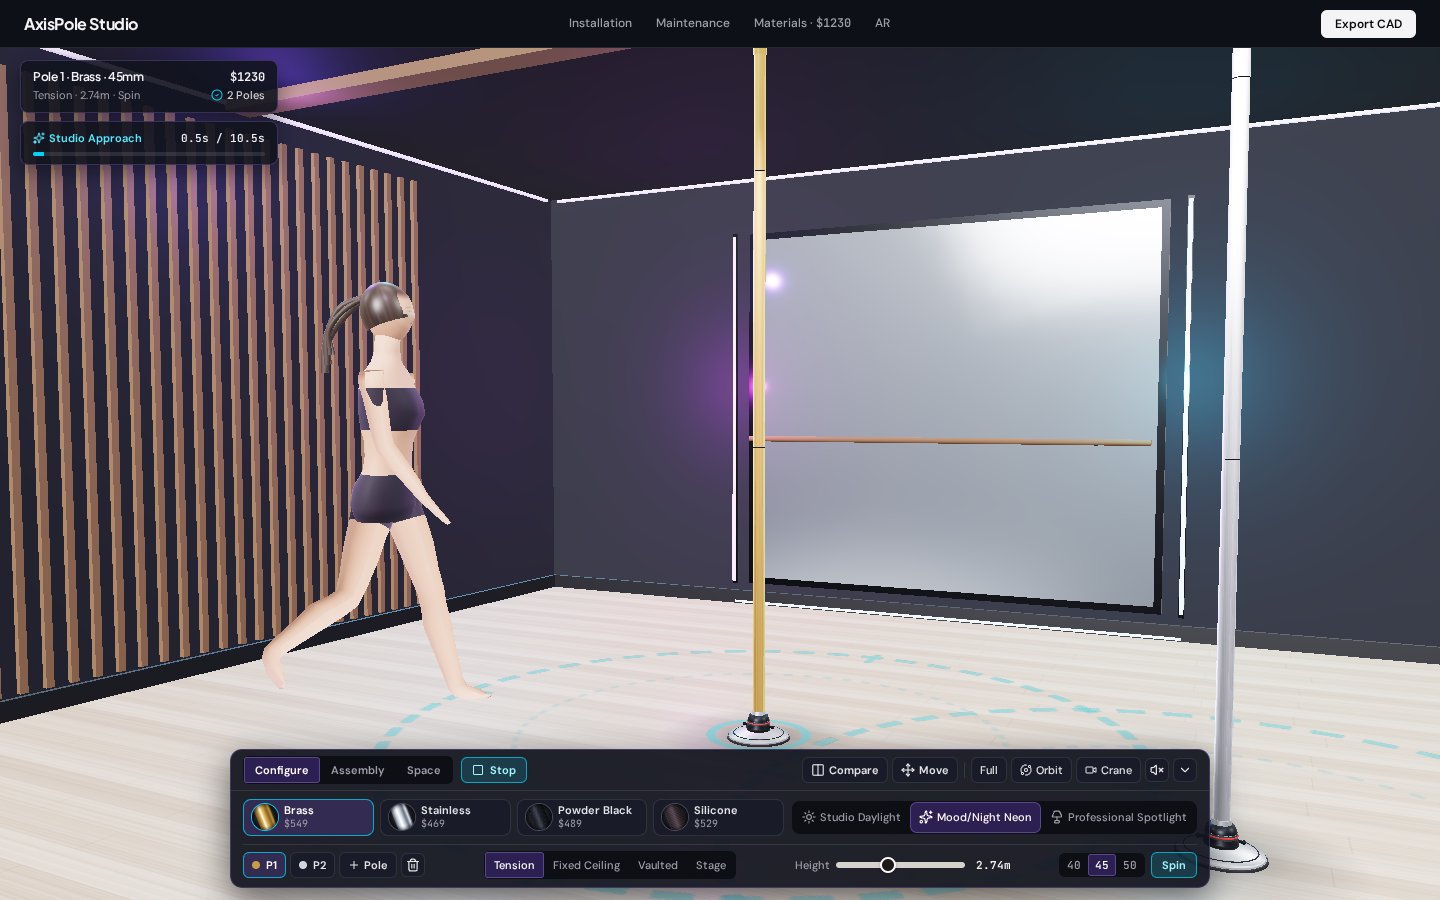 AxisPole Studio
Installation
Maintenance
Materials · $1230
AR
Export CAD
Pole 1 · Brass · 45mm
$1230
Tension · 2.74m · Spin
2 Poles
Studio Approach
0.5s / 10.5s
Configure
Assembly
Space
Stop
Compare
Move
Full
Orbit
Crane
Brass
$549
Stainless
$469
Powder Black
$489
Silicone
$529
Studio Daylight
Mood/Night Neon
Professional Spotlight
P1
P2
+ Pole
Tension
Fixed Ceiling
Vaulted
Stage
Height
2.74m
40
45
50
Spin